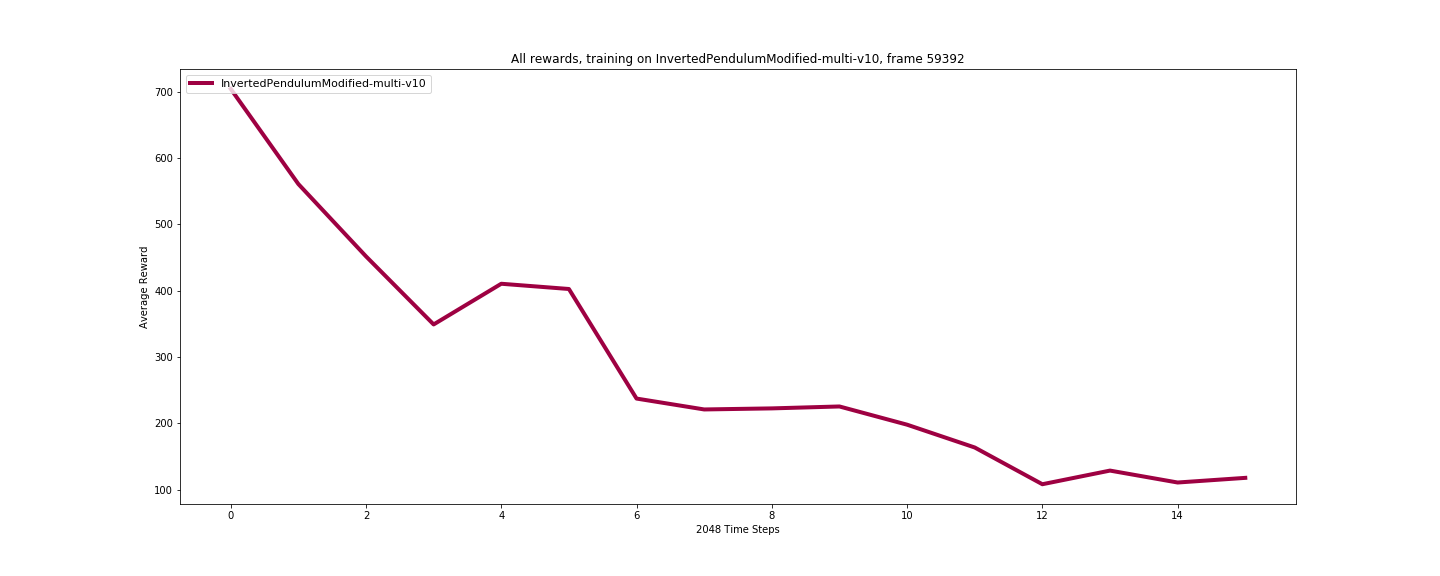 All rewards, training on InvertedPendulumModified-multi-v10, frame 59392
InvertedPendulumModified-multi-v10
700
600
500
400
300
200
100
Average Reward
0 2 4 6 8 10 12 14
2048 Time Steps